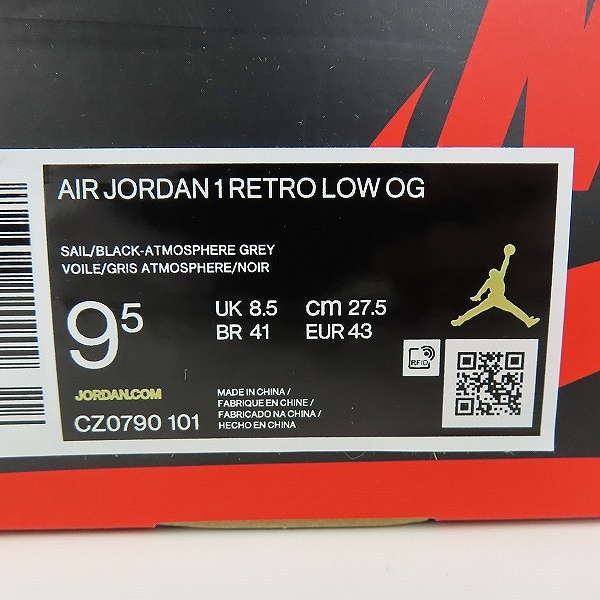 AIR JORDAN 1 RETRO LOW OG
SAIL/BLACK-ATMOSPHERE GREY
VOILE/GRIS ATMOSPHERE/NOIR
9⁵
UK 8.5 cm 27.5
BR 41 EUR 43
RFID
JORDAN.COM
CZ0790 101
MADE IN CHINA /
FABRIQUE EN CHINE /
FABRICADO NA CHINA /
HECHO EN CHINA